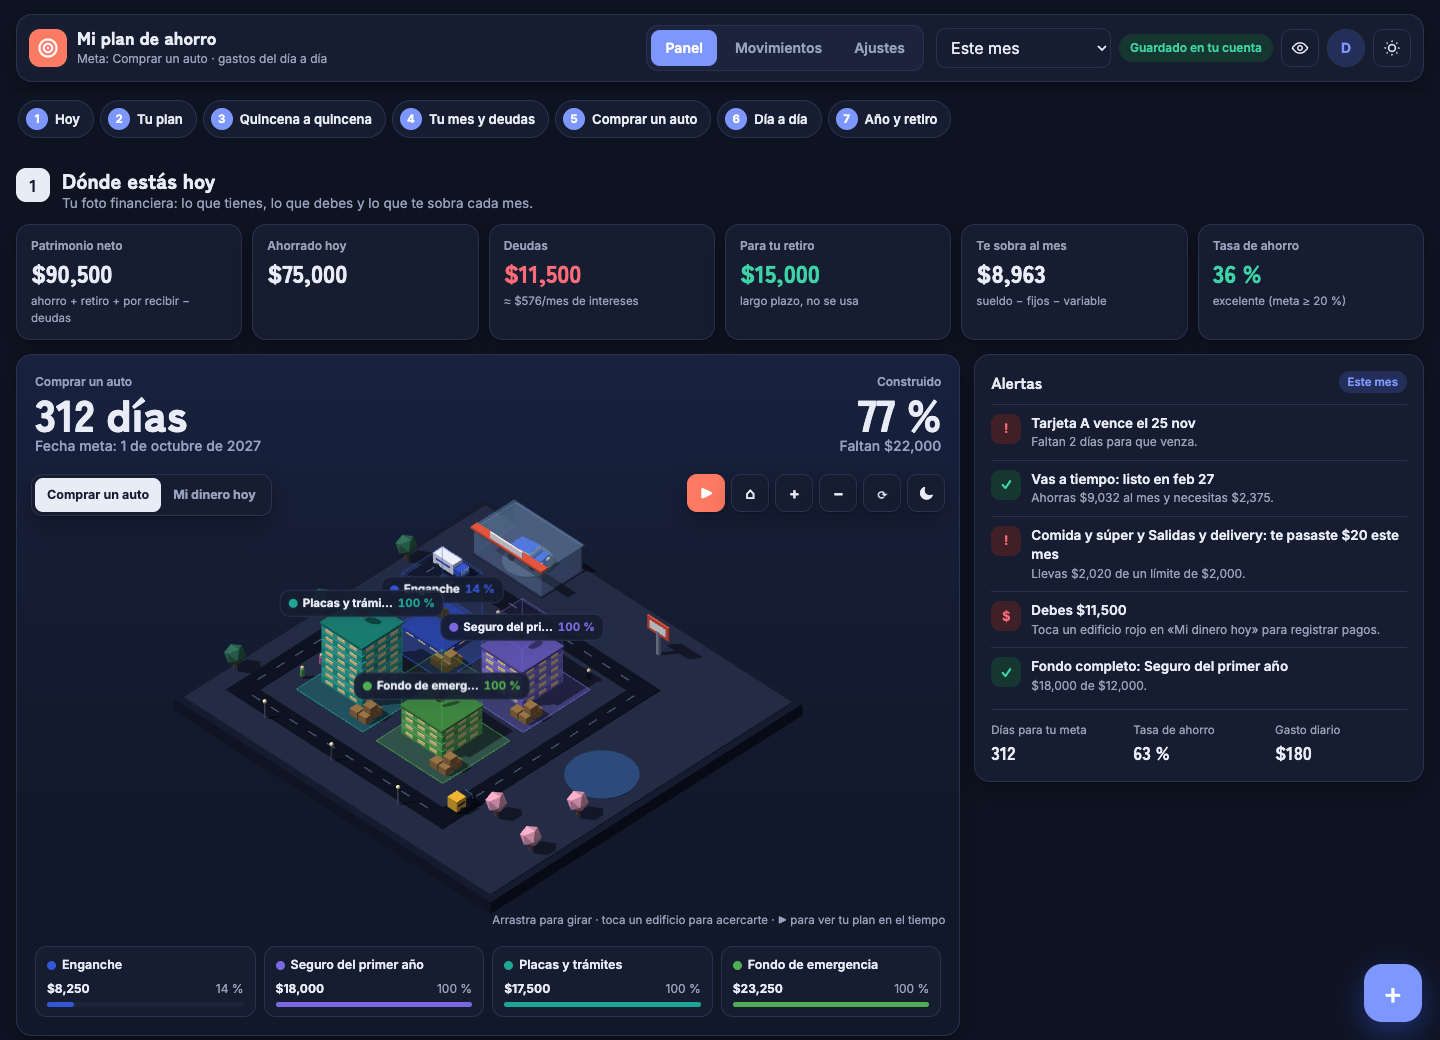 Mi plan de ahorro
Meta: Comprar un auto · gastos del día a día
Panel
Movimientos
Ajustes
Este mes
Guardado en tu cuenta
D
1 Hoy
2 Tu plan
3 Quincena a quincena
4 Tu mes y deudas
5 Comprar un auto
6 Día a día
7 Año y retiro
1
Dónde estás hoy
Tu foto financiera: lo que tienes, lo que debes y lo que te sobra cada mes.
Patrimonio neto
$90,500
ahorro + retiro + por recibir −
deudas
Ahorrado hoy
$75,000
Deudas
$11,500
≈ $576/mes de intereses
Para tu retiro
$15,000
largo plazo, no se usa
Te sobra al mes
$8,963
sueldo − fijos − variable
Tasa de ahorro
36 %
excelente (meta ≥ 20 %)
Comprar un auto
312 días
Fecha meta: 1 de octubre de 2027
Construido
77 %
Faltan $22,000
Comprar un auto
Mi dinero hoy
Enganche 14 %
Placas y trámi... 100 %
Seguro del pri... 100 %
Fondo de emerg... 100 %
Arrastra para girar · toca un edificio para acercarte · ▶ para ver tu plan en el tiempo
Enganche
$8,250 14 %
Seguro del primer año
$18,000 100 %
Placas y trámites
$17,500 100 %
Fondo de emergencia
$23,250 100 %
Alertas
Este mes
! Tarjeta A vence el 25 nov
Faltan 2 días para que venza.
✓ Vas a tiempo: listo en feb 27
Ahorras $9,032 al mes y necesitas $2,375.
! Comida y súper y Salidas y delivery: te pasaste $20 este
mes
Llevas $2,020 de un límite de $2,000.
$ Debes $11,500
Toca un edificio rojo en «Mi dinero hoy» para registrar pagos.
✓ Fondo completo: Seguro del primer año
$18,000 de $12,000.
Días para tu meta
312
Tasa de ahorro
63 %
Gasto diario
$180
+